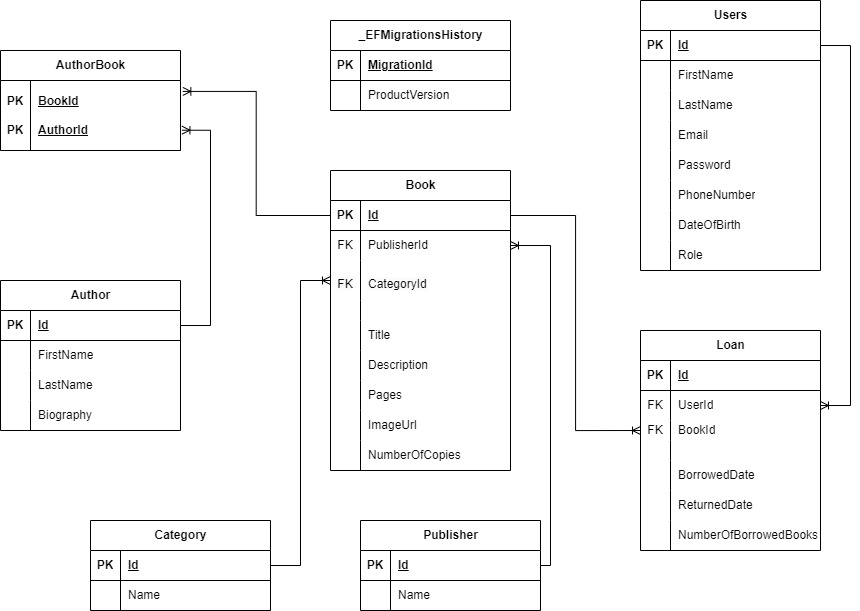 _EFMigrationsHistory
PK MigrationId
ProductVersion
Users
PK Id
FirstName
LastName
Email
Password
PhoneNumber
DateOfBirth
Role
AuthorBook
PK BookId
PK AuthorId
Book
PK Id
FK PublisherId
FK CategoryId
Title
Description
Pages
ImageUrl
NumberOfCopies
Author
PK Id
FirstName
LastName
Biography
Loan
PK Id
FK UserId
FK BookId
BorrowedDate
ReturnedDate
NumberOfBorrowedBooks
Category
PK Id
Name
Publisher
PK Id
Name